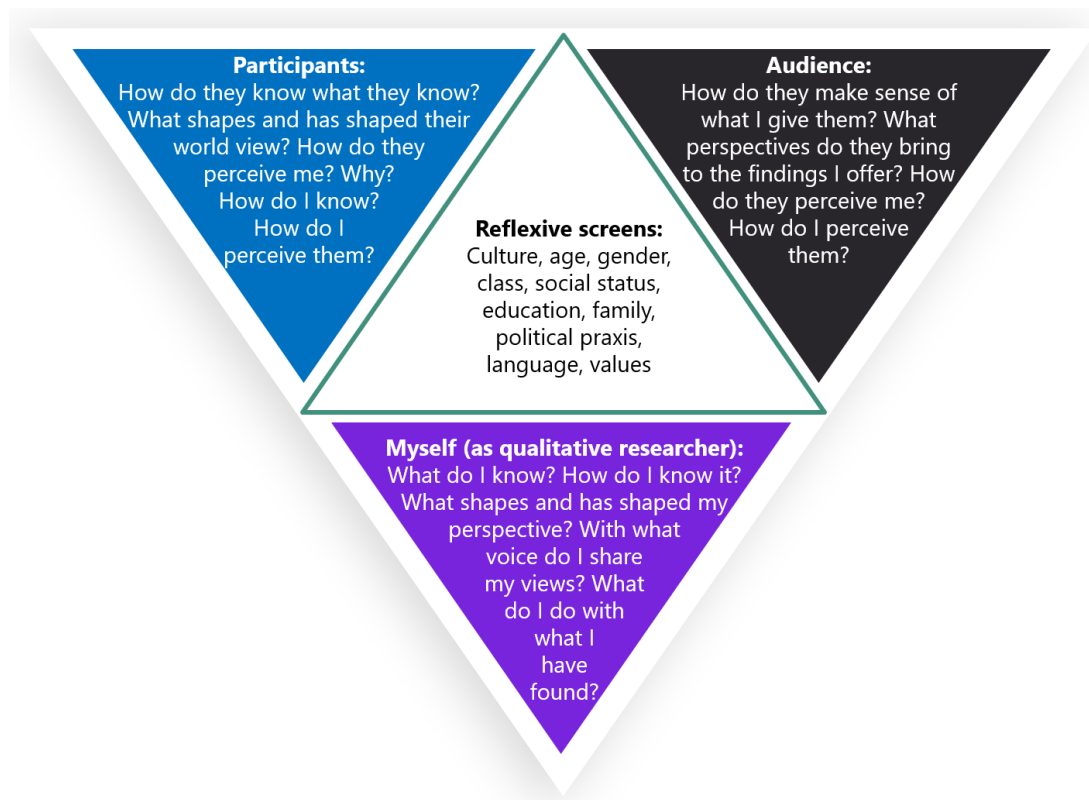 Participants:
How do they know what they know?
What shapes and has shaped their
world view? How do they
perceive me? Why?
How do I know?
How do I
perceive them?
Audience:
How do they make sense of
what I give them? What
perspectives do they bring
to the findings I offer? How
do they perceive me?
How do I perceive
them?
Reflexive screens:
Culture, age, gender,
class, social status,
education, family,
political praxis,
language, values
Myself (as qualitative researcher):
What do I know? How do I know it?
What shapes and has shaped my
perspective? With what
voice do I share
my views? What
do I do with
what I
have
found?